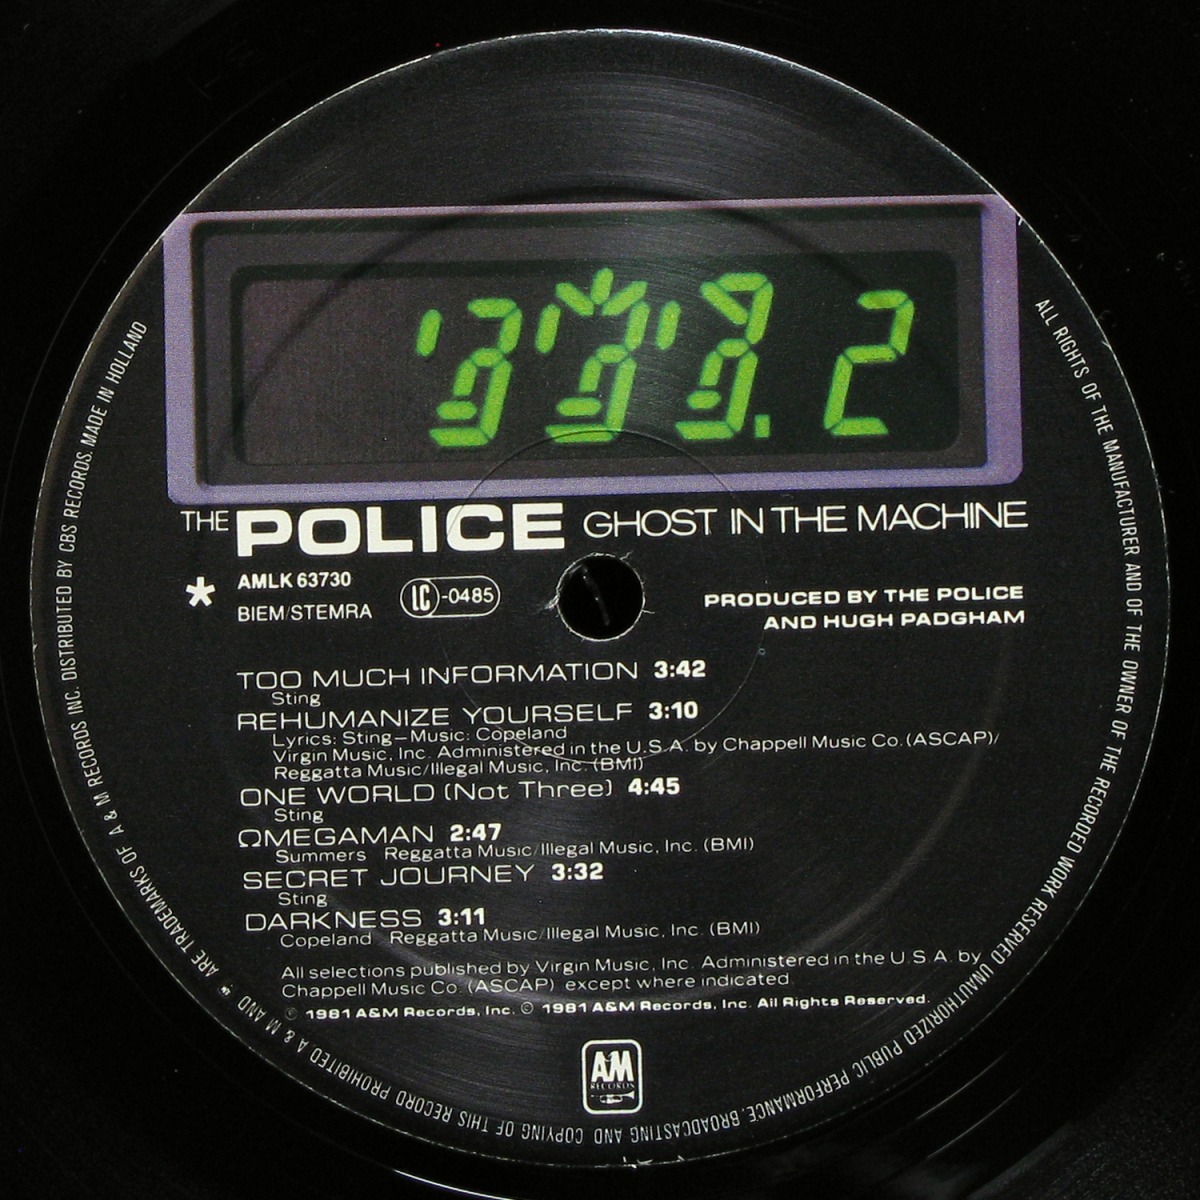 . 2
THE POLICE GHOST IN THE MACHINE
* AMLK 63730
BIEM/STEMRA
LC-0485
PRODUCED BY THE POLICE
AND HUGH PADGHAM
TOO MUCH INFORMATION 3:42
Sting
REHUMANIZE YOURSELF 3:10
Lyrics: Sting–Music: Copeland
Virgin Music, Inc. Administered in the U.S.A. by Chappell Music Co. (ASCAP)/
Reggatta Music/Illegal Music, Inc. (BMI)
ONE WORLD (Not Three) 4:45
Sting
ΩMEGAMAN 2:47
Summers Reggatta Music/Illegal Music, Inc. (BMI)
SECRET JOURNEY 3:32
Sting
DARKNESS 3:11
Copeland Reggatta Music/Illegal Music, Inc. (BMI)
All selections published by Virgin Music, Inc. Administered in the U.S.A. by
Chappell Music Co. (ASCAP) except where indicated.
℗ 1981 A&M Records, Inc. © 1981 A&M Records, Inc. All Rights Reserved.
A&M
RECORDS
ALL RIGHTS OF THE MANUFACTURER AND OF THE OWNER OF THE RECORDED WORK RESERVED UNAUTHORIZED PUBLIC PERFORMANCE, BROADCASTING AND COPYING OF THIS RECORD PROHIBITED A & M AND ARE TRADEMARKS OF A & M RECORDS INC. DISTRIBUTED BY CBS RECORDS. MADE IN HOLLAND